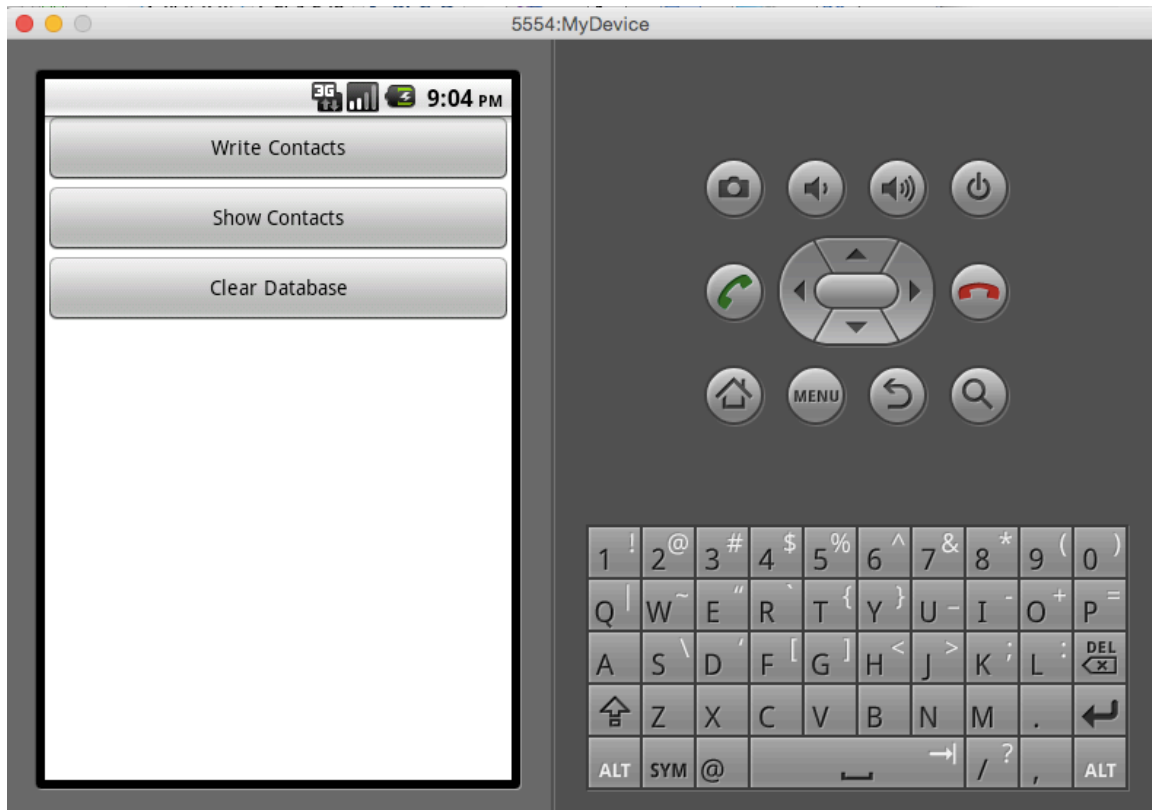 5554:MyDevice
3G 9:04 PM
Write Contacts
Show Contacts
Clear Database
MENU
1 ! 2 @ 3 # 4 $ 5 % 6 ^ 7 & 8 * 9 ( 0 )
Q | W ~ E " R ` T { Y } U _ I - O + P =
A S \ D ' F [ G ] H < J > K ; L : DEL
Z X C V B N M .
ALT SYM @ / ? , ALT